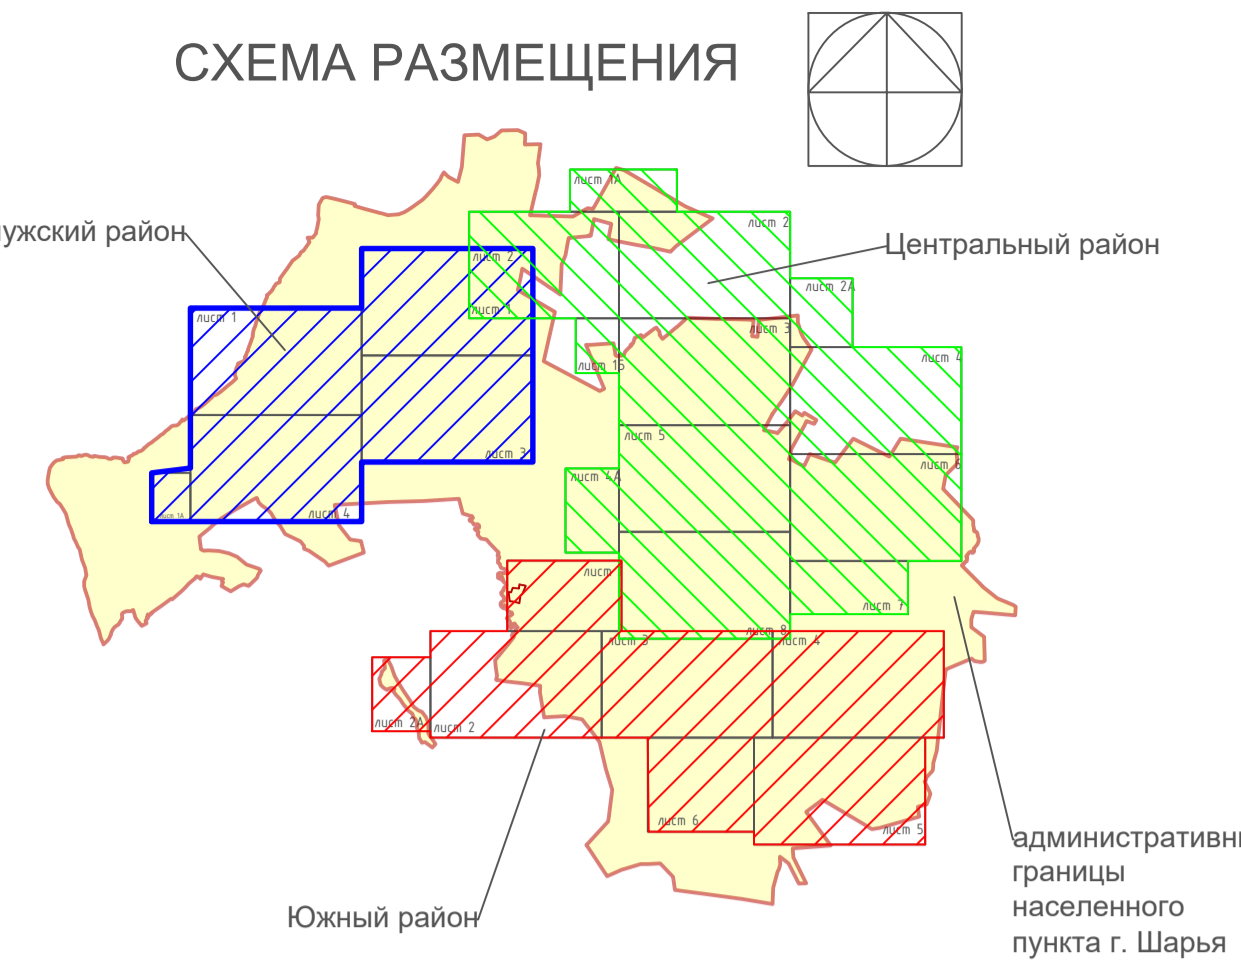 СХЕМА РАЗМЕЩЕНИЯ
лист 1А
лист 2
район
Центральный район
лист 2
лист 2А
лист 1
лист 1
лист 3
лист 4
лист 1Б
лист 5
лист 3
лист 6
лист 4А
лист 1А
лист 4
лист
лист 7
лист 8
лист 3
лист 4
лист 2А
лист 2
лист 6
лист 5
административн
границы
населенного
пункта г. Шарья
Южный район